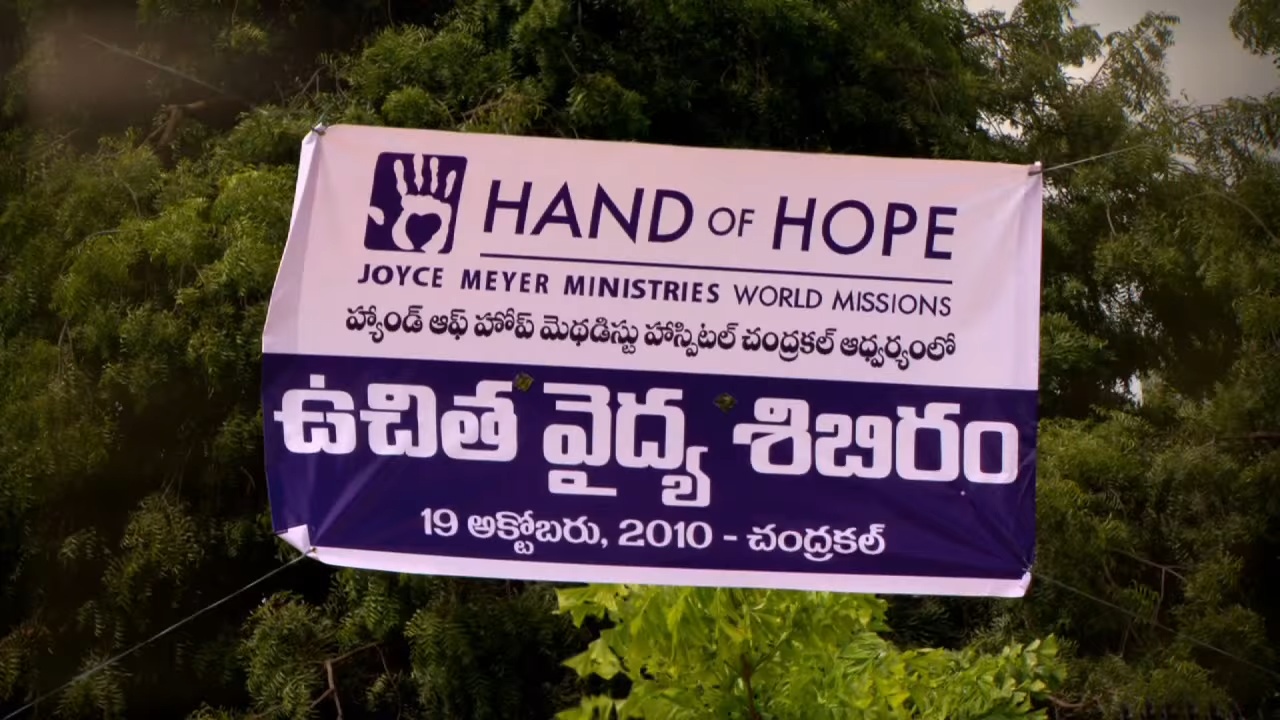 HAND OF HOPE
JOYCE MEYER MINISTRIES WORLD MISSIONS
హ్యాండ్ ఆఫ్ హోప్ మెథడిస్టు హాస్పిటల్ చంద్రకల్ ఆధ్వర్యంలో
ఉచిత వైద్య శిబిరం
19 అక్టోబరు, 2010 - చంద్రకల్